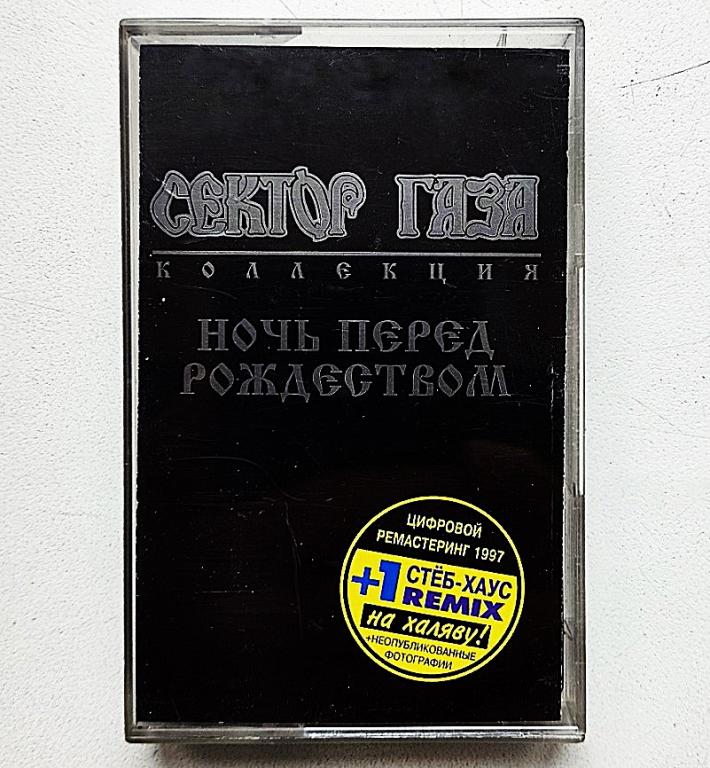 СЕКТОР ГАЗА
КОЛЛЕКЦИЯ
НОЧЬ ПЕРЕД
РОЖДЕСТВОМ
ЦИФРОВОЙ
РЕМАСТЕРИНГ 1997
+1 СТЁБ-ХАУС
REMIX
на халяву!
+НЕОПУБЛИКОВАННЫЕ
ФОТОГРАФИИ